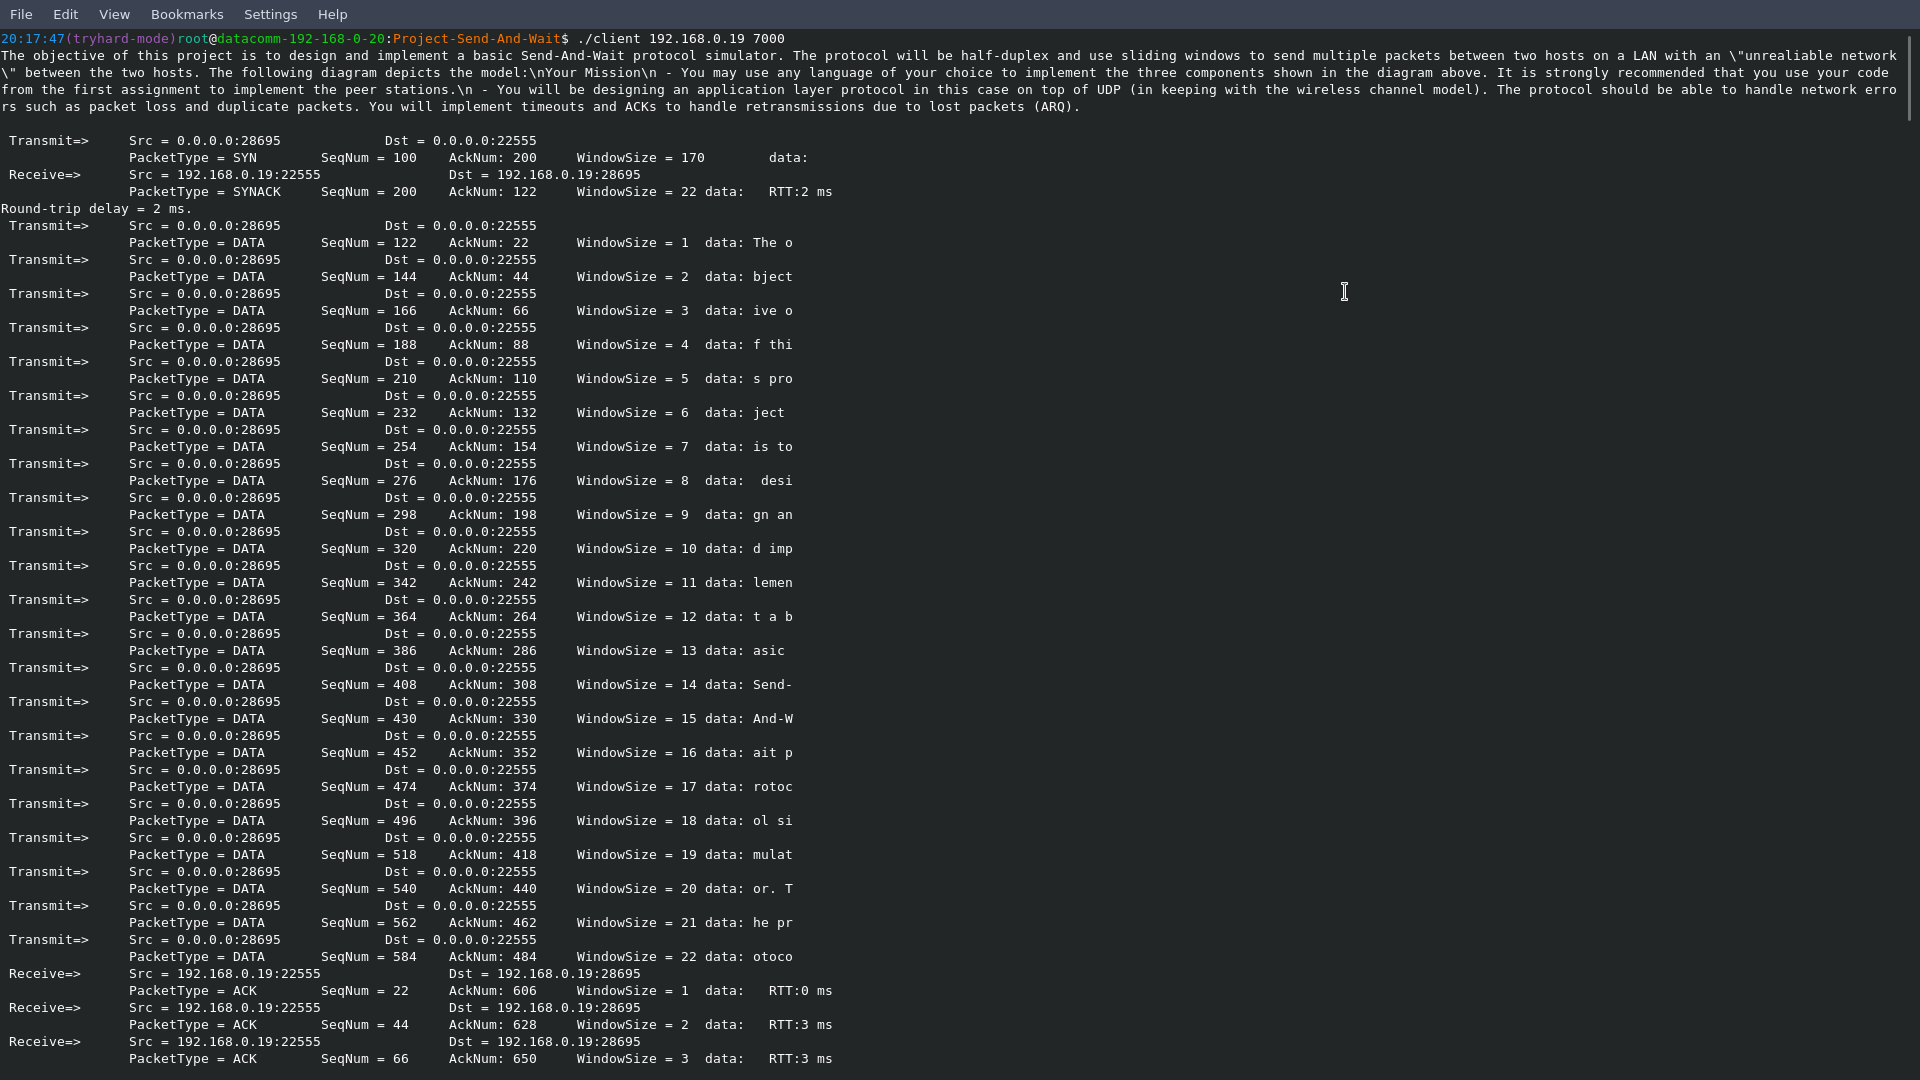 File Edit View Bookmarks Settings Help
20:17:47(tryhard-mode)root@datacomm-192-168-0-20:Project-Send-And-Wait$ ./client 192.168.0.19 7000
The objective of this project is to design and implement a basic Send-And-Wait protocol simulator. The protocol will be half-duplex and use sliding windows to send multiple packets between two hosts on a LAN with an \"unrealiable network
\" between the two hosts. The following diagram depicts the model:\nYour Mission\n - You may use any language of your choice to implement the three components shown in the diagram above. It is strongly recommended that you use your code
from the first assignment to implement the peer stations.\n - You will be designing an application layer protocol in this case on top of UDP (in keeping with the wireless channel model). The protocol should be able to handle network erro
rs such as packet loss and duplicate packets. You will implement timeouts and ACKs to handle retransmissions due to lost packets (ARQ).
Transmit=> Src = 0.0.0.0:28695 Dst = 0.0.0.0:22555
PacketType = SYN SeqNum = 100 AckNum: 200 WindowSize = 170 data:
Receive=> Src = 192.168.0.19:22555 Dst = 192.168.0.19:28695
PacketType = SYNACK SeqNum = 200 AckNum: 122 WindowSize = 22 data: RTT:2 ms
Round-trip delay = 2 ms.
Transmit=> Src = 0.0.0.0:28695 Dst = 0.0.0.0:22555
PacketType = DATA SeqNum = 122 AckNum: 22 WindowSize = 1 data: The o
Transmit=> Src = 0.0.0.0:28695 Dst = 0.0.0.0:22555
PacketType = DATA SeqNum = 144 AckNum: 44 WindowSize = 2 data: bject
Transmit=> Src = 0.0.0.0:28695 Dst = 0.0.0.0:22555
PacketType = DATA SeqNum = 166 AckNum: 66 WindowSize = 3 data: ive o
Transmit=> Src = 0.0.0.0:28695 Dst = 0.0.0.0:22555
PacketType = DATA SeqNum = 188 AckNum: 88 WindowSize = 4 data: f thi
Transmit=> Src = 0.0.0.0:28695 Dst = 0.0.0.0:22555
PacketType = DATA SeqNum = 210 AckNum: 110 WindowSize = 5 data: s pro
Transmit=> Src = 0.0.0.0:28695 Dst = 0.0.0.0:22555
PacketType = DATA SeqNum = 232 AckNum: 132 WindowSize = 6 data: ject
Transmit=> Src = 0.0.0.0:28695 Dst = 0.0.0.0:22555
PacketType = DATA SeqNum = 254 AckNum: 154 WindowSize = 7 data: is to
Transmit=> Src = 0.0.0.0:28695 Dst = 0.0.0.0:22555
PacketType = DATA SeqNum = 276 AckNum: 176 WindowSize = 8 data:  desi
Transmit=> Src = 0.0.0.0:28695 Dst = 0.0.0.0:22555
PacketType = DATA SeqNum = 298 AckNum: 198 WindowSize = 9 data: gn an
Transmit=> Src = 0.0.0.0:28695 Dst = 0.0.0.0:22555
PacketType = DATA SeqNum = 320 AckNum: 220 WindowSize = 10 data: d imp
Transmit=> Src = 0.0.0.0:28695 Dst = 0.0.0.0:22555
PacketType = DATA SeqNum = 342 AckNum: 242 WindowSize = 11 data: lemen
Transmit=> Src = 0.0.0.0:28695 Dst = 0.0.0.0:22555
PacketType = DATA SeqNum = 364 AckNum: 264 WindowSize = 12 data: t a b
Transmit=> Src = 0.0.0.0:28695 Dst = 0.0.0.0:22555
PacketType = DATA SeqNum = 386 AckNum: 286 WindowSize = 13 data: asic
Transmit=> Src = 0.0.0.0:28695 Dst = 0.0.0.0:22555
PacketType = DATA SeqNum = 408 AckNum: 308 WindowSize = 14 data: Send-
Transmit=> Src = 0.0.0.0:28695 Dst = 0.0.0.0:22555
PacketType = DATA SeqNum = 430 AckNum: 330 WindowSize = 15 data: And-W
Transmit=> Src = 0.0.0.0:28695 Dst = 0.0.0.0:22555
PacketType = DATA SeqNum = 452 AckNum: 352 WindowSize = 16 data: ait p
Transmit=> Src = 0.0.0.0:28695 Dst = 0.0.0.0:22555
PacketType = DATA SeqNum = 474 AckNum: 374 WindowSize = 17 data: rotoc
Transmit=> Src = 0.0.0.0:28695 Dst = 0.0.0.0:22555
PacketType = DATA SeqNum = 496 AckNum: 396 WindowSize = 18 data: ol si
Transmit=> Src = 0.0.0.0:28695 Dst = 0.0.0.0:22555
PacketType = DATA SeqNum = 518 AckNum: 418 WindowSize = 19 data: mulat
Transmit=> Src = 0.0.0.0:28695 Dst = 0.0.0.0:22555
PacketType = DATA SeqNum = 540 AckNum: 440 WindowSize = 20 data: or. T
Transmit=> Src = 0.0.0.0:28695 Dst = 0.0.0.0:22555
PacketType = DATA SeqNum = 562 AckNum: 462 WindowSize = 21 data: he pr
Transmit=> Src = 0.0.0.0:28695 Dst = 0.0.0.0:22555
PacketType = DATA SeqNum = 584 AckNum: 484 WindowSize = 22 data: otoco
Receive=> Src = 192.168.0.19:22555 Dst = 192.168.0.19:28695
PacketType = ACK SeqNum = 22 AckNum: 606 WindowSize = 1 data: RTT:0 ms
Receive=> Src = 192.168.0.19:22555 Dst = 192.168.0.19:28695
PacketType = ACK SeqNum = 44 AckNum: 628 WindowSize = 2 data: RTT:3 ms
Receive=> Src = 192.168.0.19:22555 Dst = 192.168.0.19:28695
PacketType = ACK SeqNum = 66 AckNum: 650 WindowSize = 3 data: RTT:3 ms